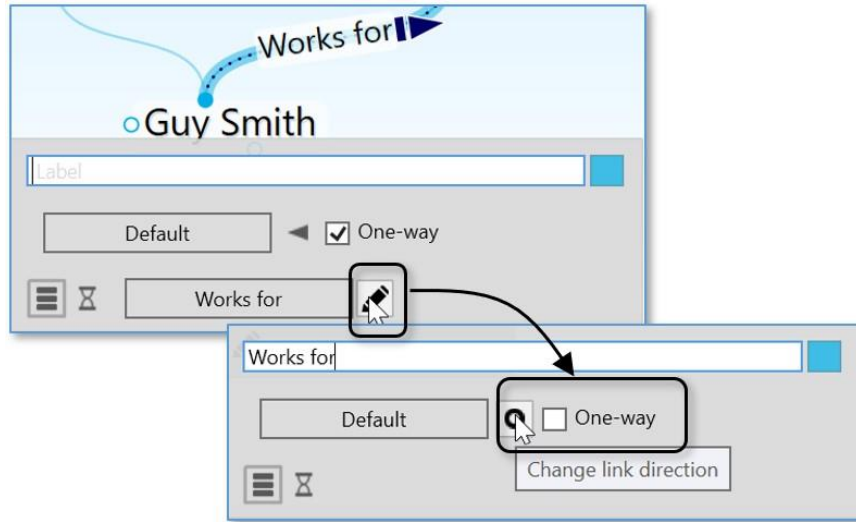 Works for
Guy Smith
Label
Default
One-way
Works for
Works for
Default
One-way
Change link direction